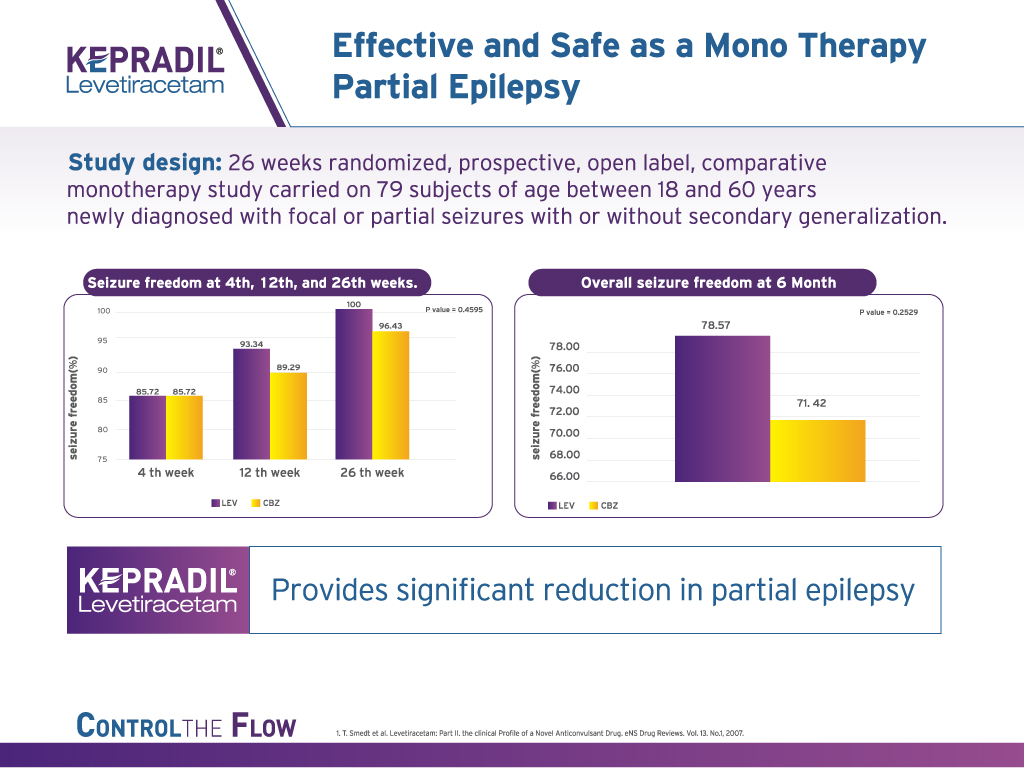 KEPRADIL®
Levetiracetam
Effective and Safe as a Mono Therapy
Partial Epilepsy
Study design: 26 weeks randomized, prospective, open label, comparative
monotherapy study carried on 79 subjects of age between 18 and 60 years
newly diagnosed with focal or partial seizures with or without secondary generalization.
Seizure freedom at 4th, 12th, and 26th weeks.
P value = 0.4595
seizure freedom(%)
100
95
90
85
80
75
85.72
85.72
93.34
89.29
100
96.43
4 th week
12 th week
26 th week
LEV
CBZ
Overall seizure freedom at 6 Month
P value = 0.2529
seizure freedom(%)
78.00
76.00
74.00
72.00
70.00
68.00
66.00
78.57
71. 42
LEV
CBZ
KEPRADIL®
Levetiracetam
Provides significant reduction in partial epilepsy
CONTROL THE FLOW
1. T. Smedt et al. Levetiracetam: Part II. the clinical Profile of a Novel Anticonvulsant Drug. eNS Drug Reviews. Vol. 13. No.1, 2007.